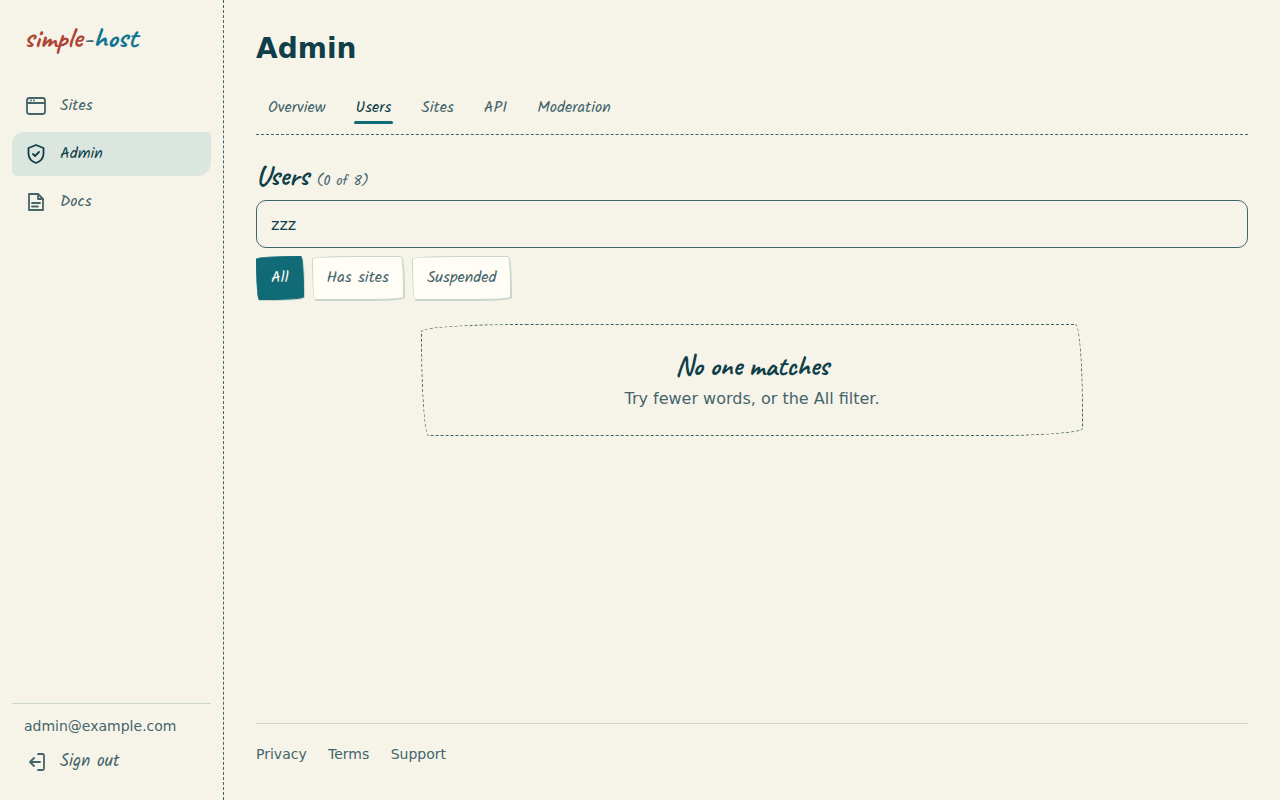 simple-host
Sites
Admin
Docs
admin@example.com
Sign out
Admin
Overview Users Sites API Moderation
Users (0 of 8)
zzz
All Has sites Suspended
No one matches
Try fewer words, or the All filter.
Privacy Terms Support